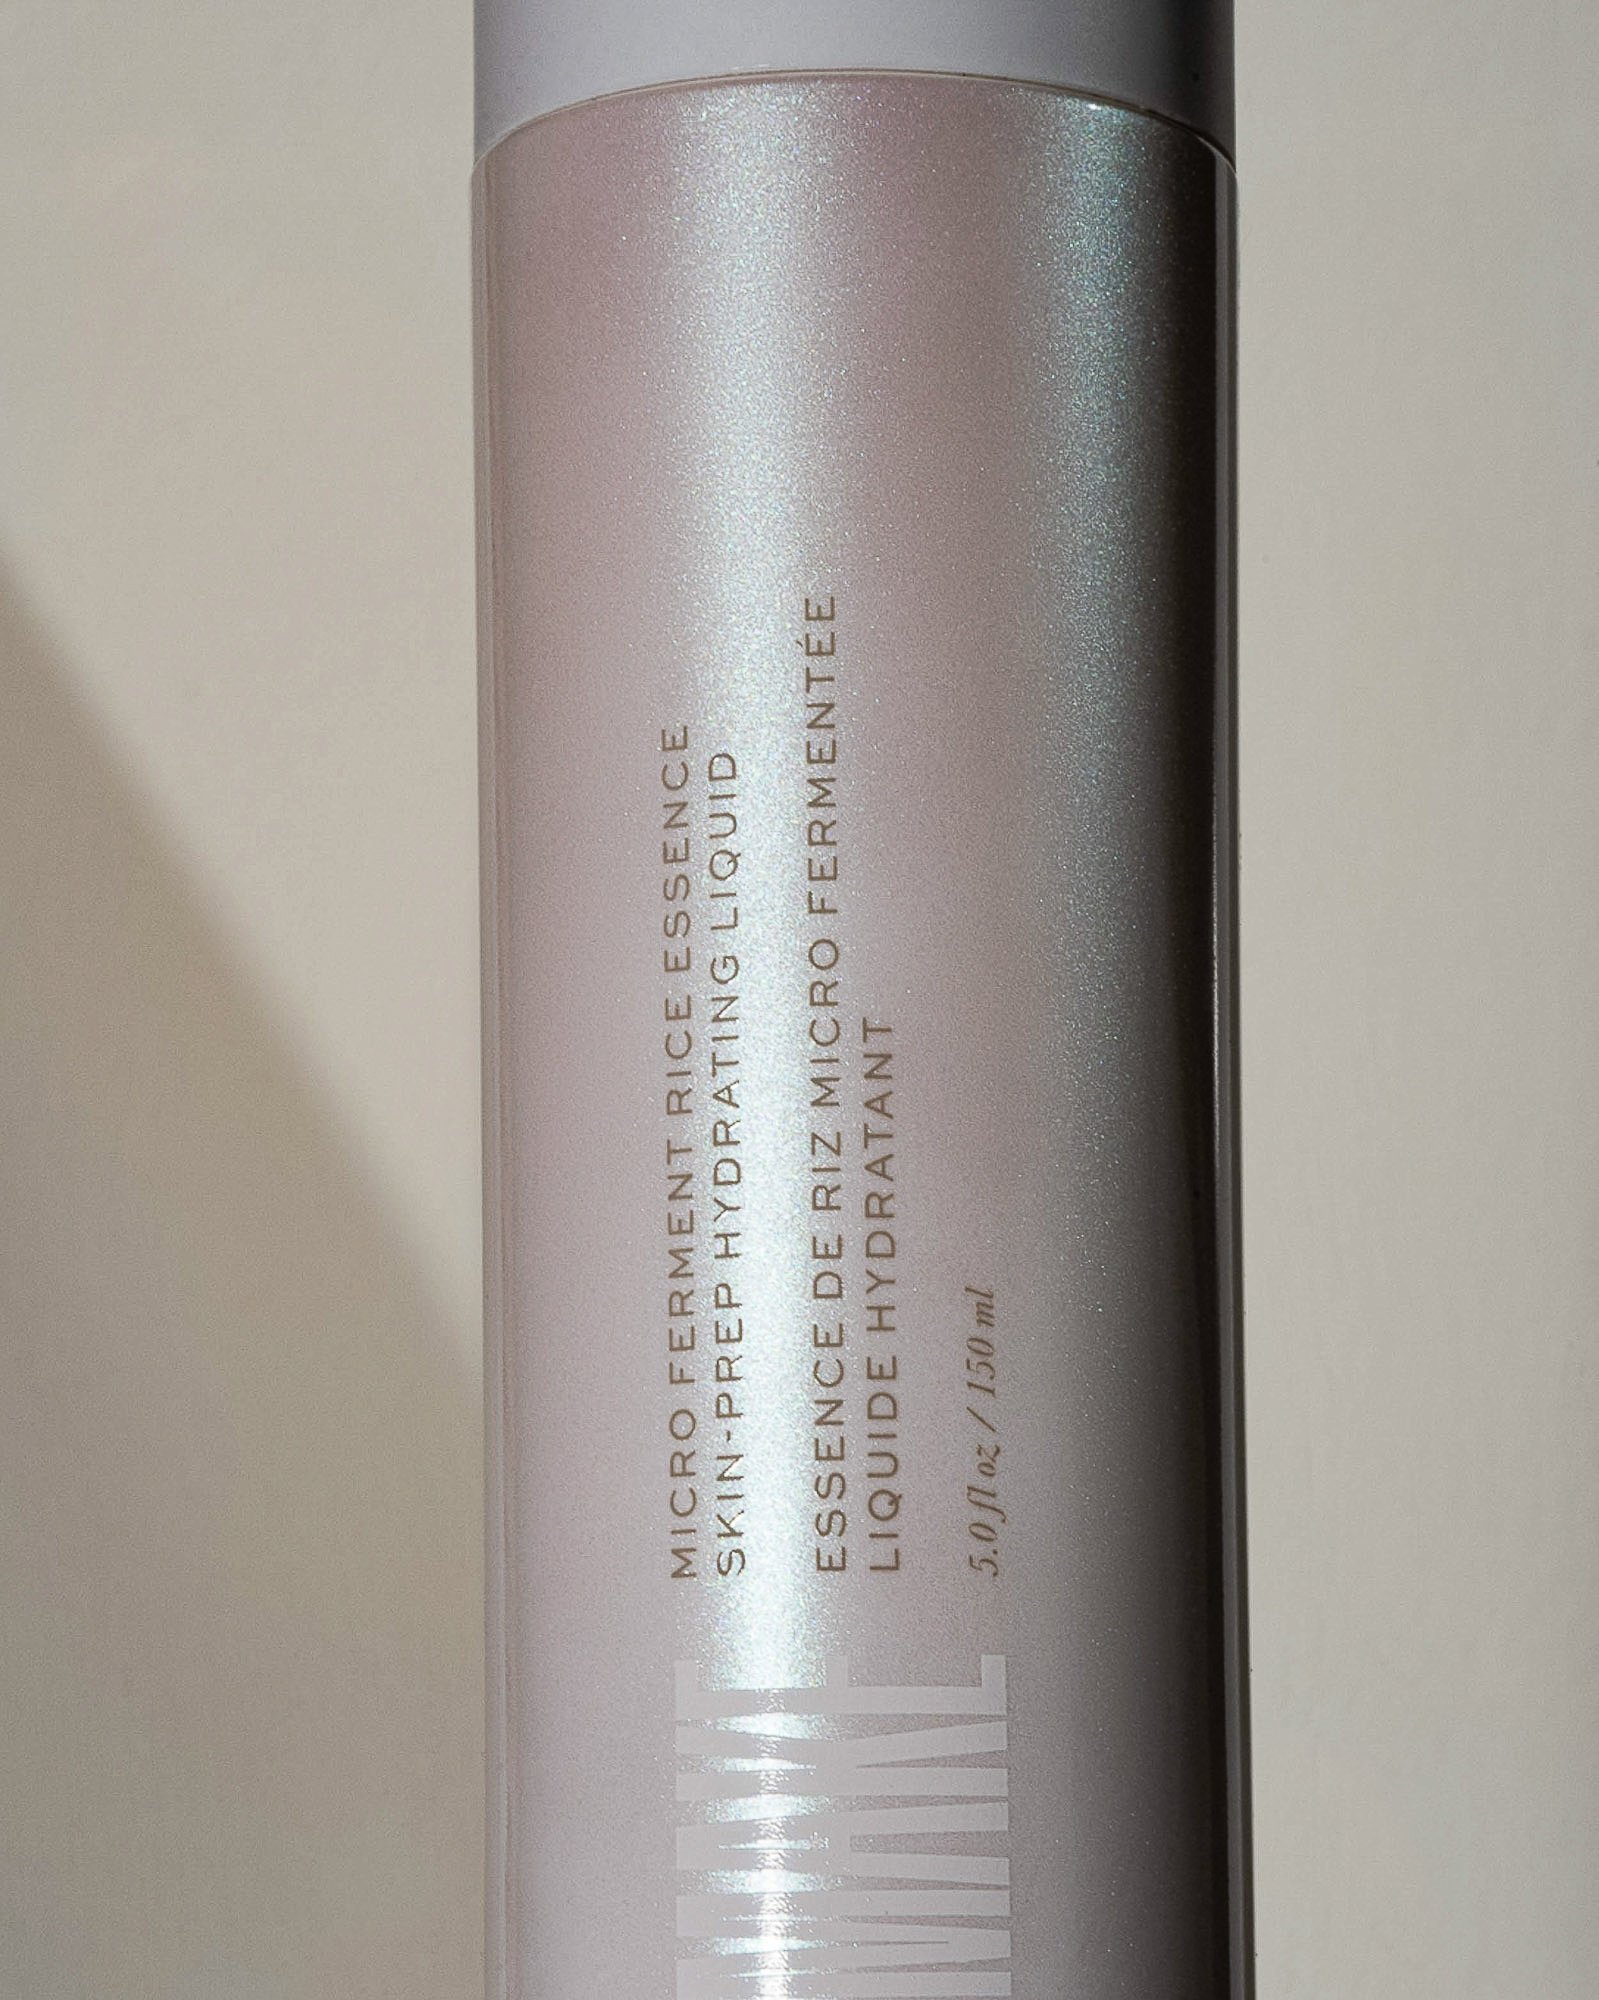 MICRO FERMENT RICE ESSENCE
SKIN-PREP HYDRATING LIQUID
ESSENCE DE RIZ MICRO FERMENTÉE
LIQUIDE HYDRATANT
5.0 fl oz / 150 ml